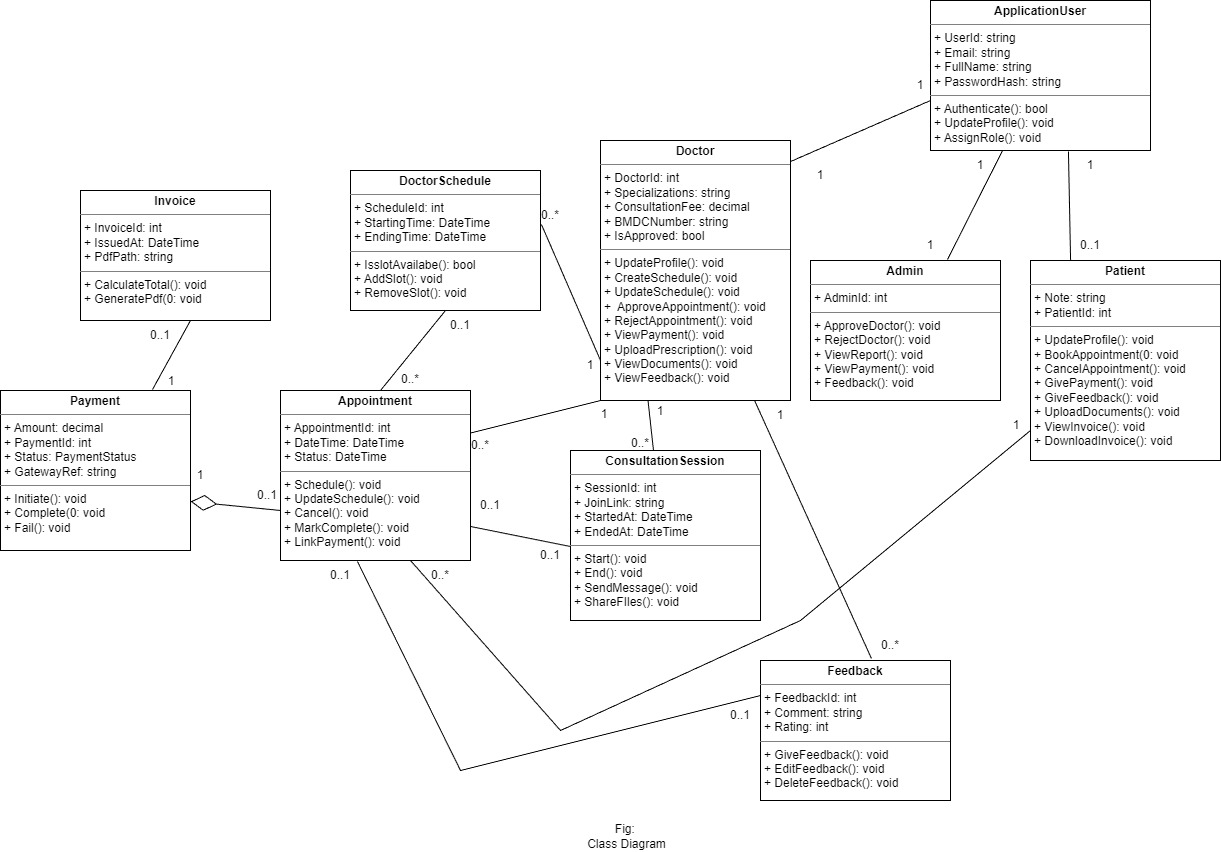 ApplicationUser
+ UserId: string
+ Email: string
+ FullName: string
+ PasswordHash: string
+ Authenticate(): bool
+ UpdateProfile(): void
+ AssignRole(): void
1
1
1
1
1
0..1
Doctor
+ DoctorId: int
+ Specializations: string
+ ConsultationFee: decimal
+ BMDCNumber: string
+ IsApproved: bool
+ UpdateProfile(): void
+ CreateSchedule(): void
+ UpdateSchedule(): void
+ ApproveAppointment(): void
+ RejectAppointment(): void
+ ViewPayment(): void
+ UploadPrescription(): void
+ ViewDocuments(): void
+ ViewFeedback(): void
DoctorSchedule
+ ScheduleId: int
+ StartingTime: DateTime
+ EndingTime: DateTime
+ IsslotAvailabe(): bool
+ AddSlot(): void
+ RemoveSlot(): void
0..*
1
0..1
0..*
Invoice
+ InvoiceId: int
+ IssuedAt: DateTime
+ PdfPath: string
+ CalculateTotal(): void
+ GeneratePdf(0: void
0..1
1
Admin
+ AdminId: int
+ ApproveDoctor(): void
+ RejectDoctor(): void
+ ViewReport(): void
+ ViewPayment(): void
+ Feedback(): void
Patient
+ Note: string
+ PatientId: int
+ UpdateProfile(): void
+ BookAppointment(0: void
+ CancelAppointment(): void
+ GivePayment(): void
+ GiveFeedback(): void
+ UploadDocuments(): void
+ ViewInvoice(): void
+ DownloadInvoice(): void
1
Payment
+ Amount: decimal
+ PaymentId: int
+ Status: PaymentStatus
+ GatewayRef: string
+ Initiate(): void
+ Complete(0: void
+ Fail(): void
1
0..1
Appointment
+ AppointmentId: int
+ DateTime: DateTime
+ Status: DateTime
+ Schedule(): void
+ UpdateSchedule(): void
+ Cancel(): void
+ MarkComplete(): void
+ LinkPayment(): void
0..*
1
1
1
0..*
0..1
0..1
0..1
0..*
ConsultationSession
+ SessionId: int
+ JoinLink: string
+ StartedAt: DateTime
+ EndedAt: DateTime
+ Start(): void
+ End(): void
+ SendMessage(): void
+ ShareFIles(): void
0..*
0..1
Feedback
+ FeedbackId: int
+ Comment: string
+ Rating: int
+ GiveFeedback(): void
+ EditFeedback(): void
+ DeleteFeedback(): void
Fig:
Class Diagram